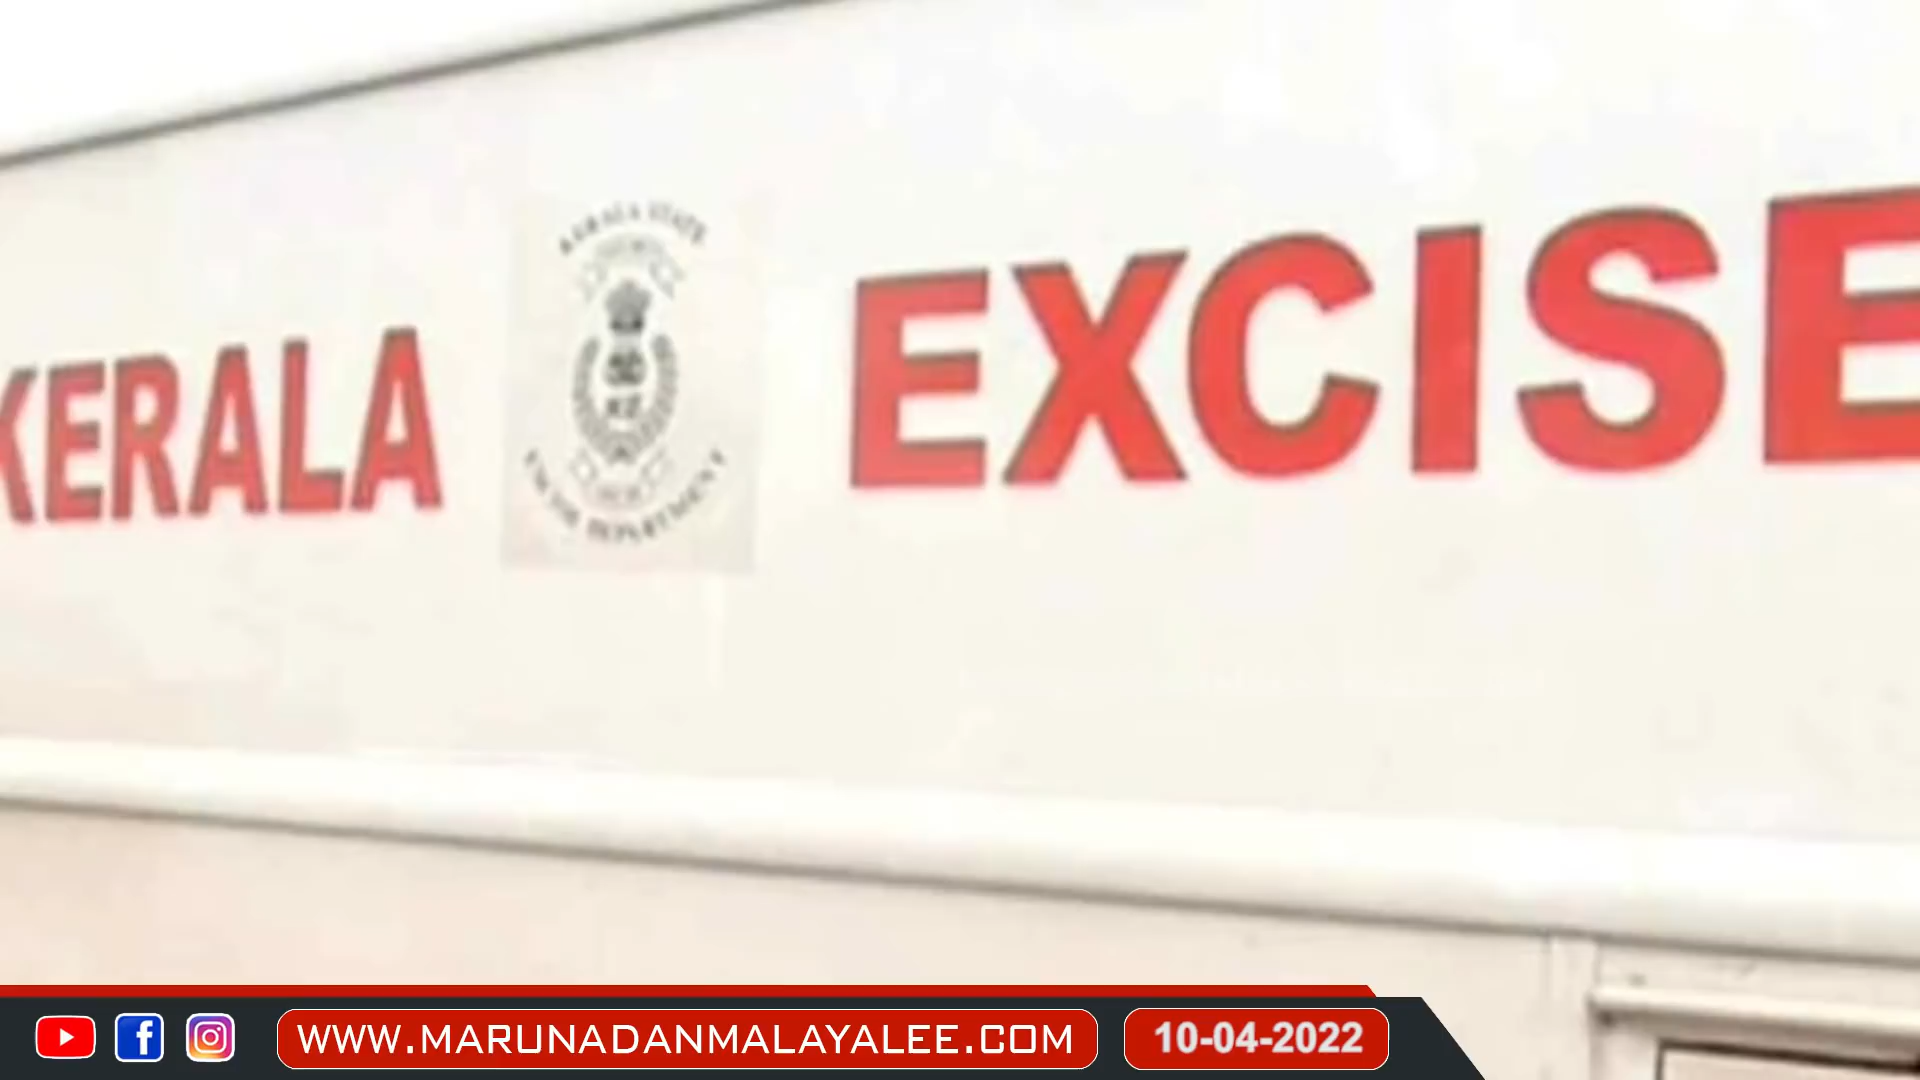 KERALA
KERALA STATE
EXCISE DEPARTMENT
EXCISE
WWW.MARUNADANMALAYALEE.COM
10-04-2022